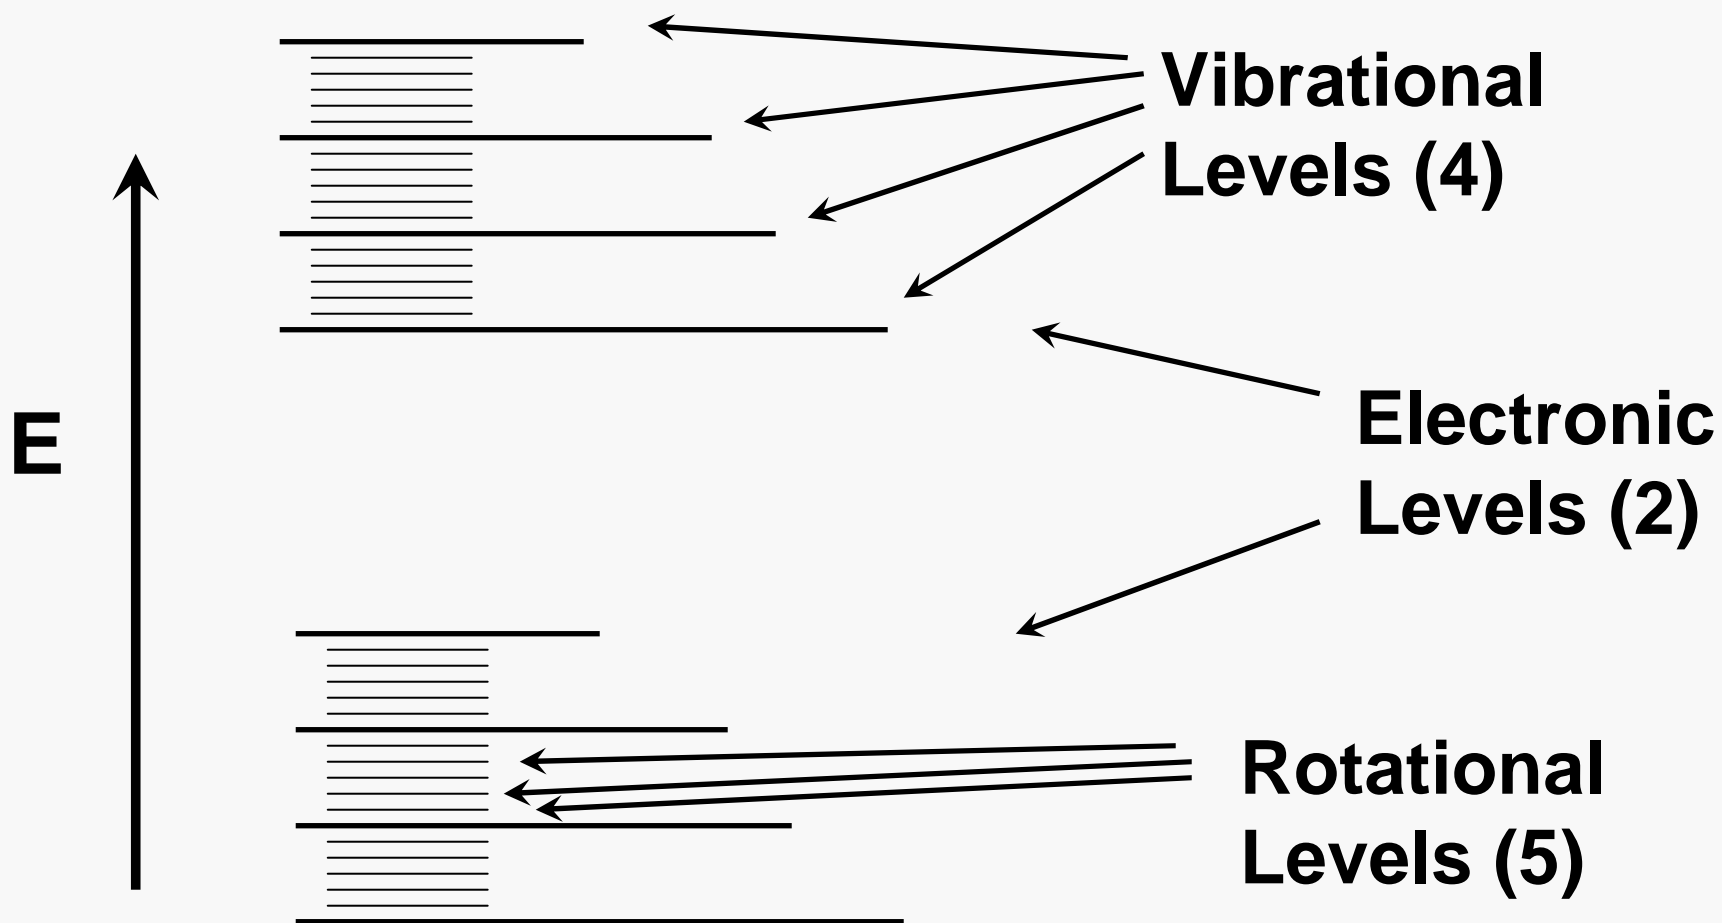 Vibrational
Levels (4)
E
Electronic
Levels (2)
Rotational
Levels (5)